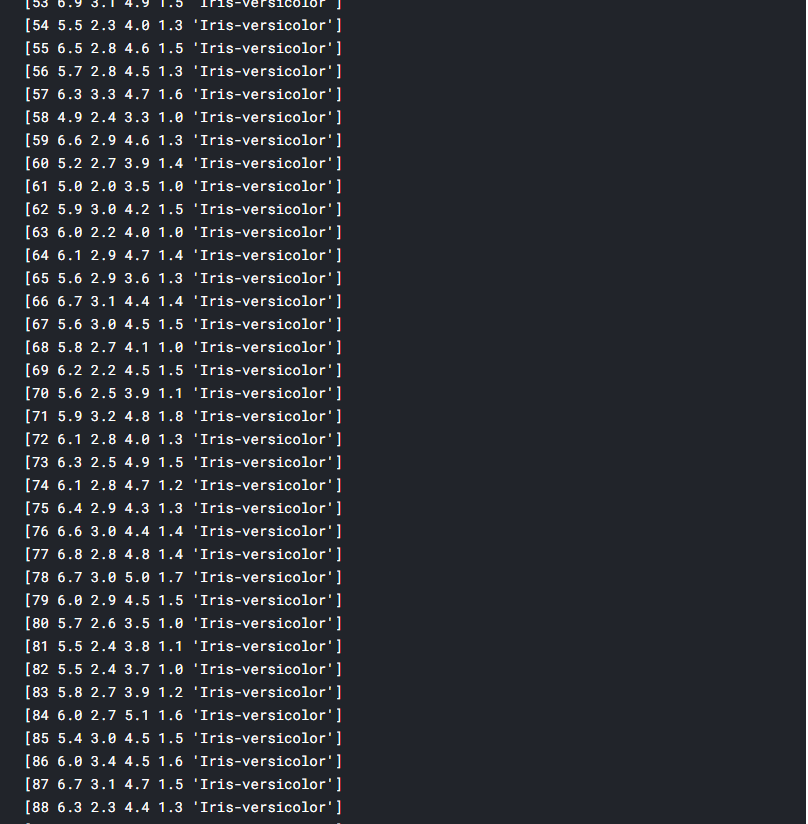 [53 6.9 3.1 4.9 1.5 'Iris-versicolor']
[54 5.5 2.3 4.0 1.3 'Iris-versicolor']
[55 6.5 2.8 4.6 1.5 'Iris-versicolor']
[56 5.7 2.8 4.5 1.3 'Iris-versicolor']
[57 6.3 3.3 4.7 1.6 'Iris-versicolor']
[58 4.9 2.4 3.3 1.0 'Iris-versicolor']
[59 6.6 2.9 4.6 1.3 'Iris-versicolor']
[60 5.2 2.7 3.9 1.4 'Iris-versicolor']
[61 5.0 2.0 3.5 1.0 'Iris-versicolor']
[62 5.9 3.0 4.2 1.5 'Iris-versicolor']
[63 6.0 2.2 4.0 1.0 'Iris-versicolor']
[64 6.1 2.9 4.7 1.4 'Iris-versicolor']
[65 5.6 2.9 3.6 1.3 'Iris-versicolor']
[66 6.7 3.1 4.4 1.4 'Iris-versicolor']
[67 5.6 3.0 4.5 1.5 'Iris-versicolor']
[68 5.8 2.7 4.1 1.0 'Iris-versicolor']
[69 6.2 2.2 4.5 1.5 'Iris-versicolor']
[70 5.6 2.5 3.9 1.1 'Iris-versicolor']
[71 5.9 3.2 4.8 1.8 'Iris-versicolor']
[72 6.1 2.8 4.0 1.3 'Iris-versicolor']
[73 6.3 2.5 4.9 1.5 'Iris-versicolor']
[74 6.1 2.8 4.7 1.2 'Iris-versicolor']
[75 6.4 2.9 4.3 1.3 'Iris-versicolor']
[76 6.6 3.0 4.4 1.4 'Iris-versicolor']
[77 6.8 2.8 4.8 1.4 'Iris-versicolor']
[78 6.7 3.0 5.0 1.7 'Iris-versicolor']
[79 6.0 2.9 4.5 1.5 'Iris-versicolor']
[80 5.7 2.6 3.5 1.0 'Iris-versicolor']
[81 5.5 2.4 3.8 1.1 'Iris-versicolor']
[82 5.5 2.4 3.7 1.0 'Iris-versicolor']
[83 5.8 2.7 3.9 1.2 'Iris-versicolor']
[84 6.0 2.7 5.1 1.6 'Iris-versicolor']
[85 5.4 3.0 4.5 1.5 'Iris-versicolor']
[86 6.0 3.4 4.5 1.6 'Iris-versicolor']
[87 6.7 3.1 4.7 1.5 'Iris-versicolor']
[88 6.3 2.3 4.4 1.3 'Iris-versicolor']